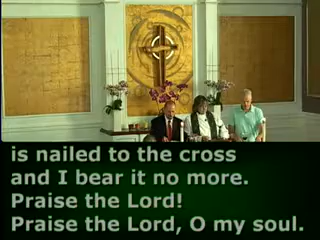 is nailed to the cross
and I bear it no more.
Praise the Lord!
Praise the Lord, O my soul.